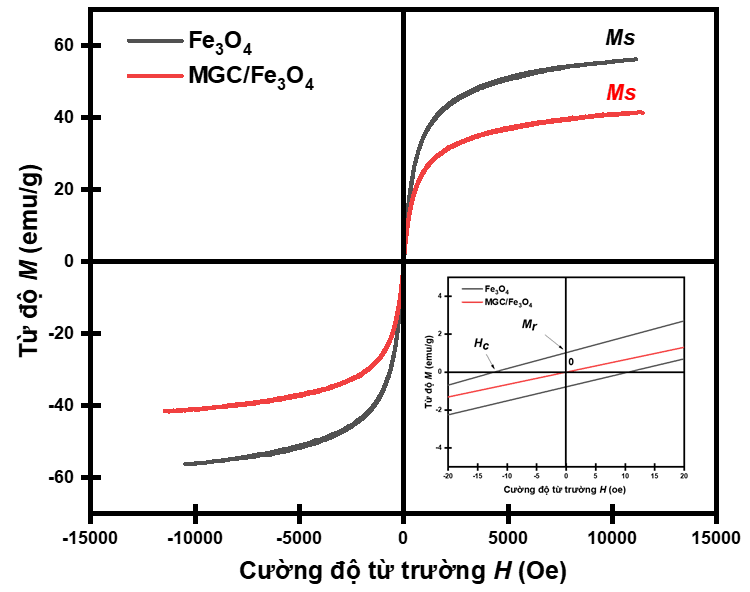 Fe₃O₄
MGC/Fe₃O₄
Ms
Ms
60
40
20
0
-20
-40
-60
Từ độ M (emu/g)
-15000 -10000 -5000 0 5000 10000 15000
Cường độ từ trường H (Oe)
Fe₃O₄
MGC/Fe₃O₄
Mr
Hc
0
4
2
0
-2
-4
Từ độ M (emu/g)
-20 -15 -10 -5 0 5 10 15 20
Cường độ từ trường H (oe)